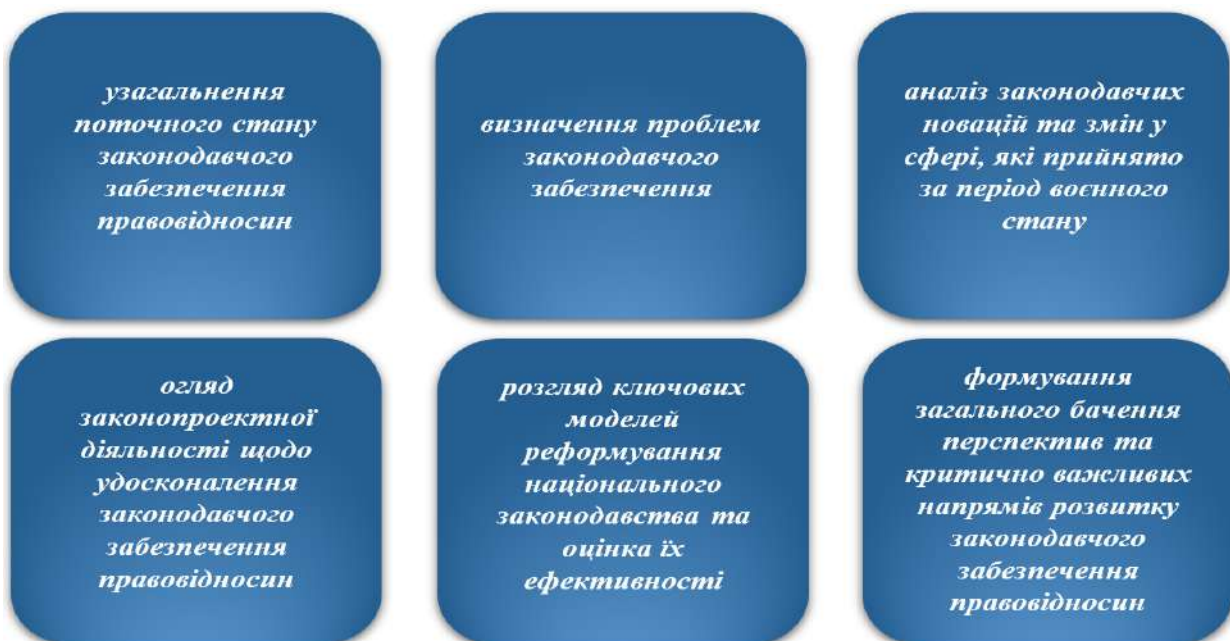 узагальнення
поточного стану
законодавчого
забезпечення
правовідносин
визначення проблем
законодавчого
забезпечення
аналіз законодавчих
новацій та змін у
сфері, які прийнято
за період воєнного
стану
огляд
законопроектної
діяльності щодо
удосконалення
законодавчого
забезпечення
правовідносин
розгляд ключових
моделей
реформування
національного
законодавства та
оцінка їх
ефективності
формування
загального бачення
перспектив та
критично важливих
напрямів розвитку
законодавчого
забезпечення
правовідносин